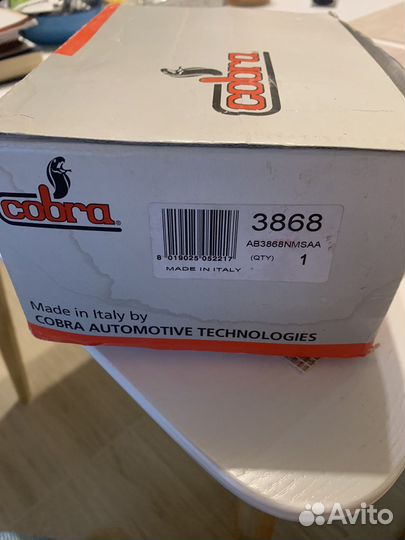 cobra
cobra®
3868
AB3868NMSAA
8 019025 052217
(QTY) 1
MADE IN ITALY
Made in Italy by
COBRA AUTOMOTIVE TECHNOLOGIES
Avito